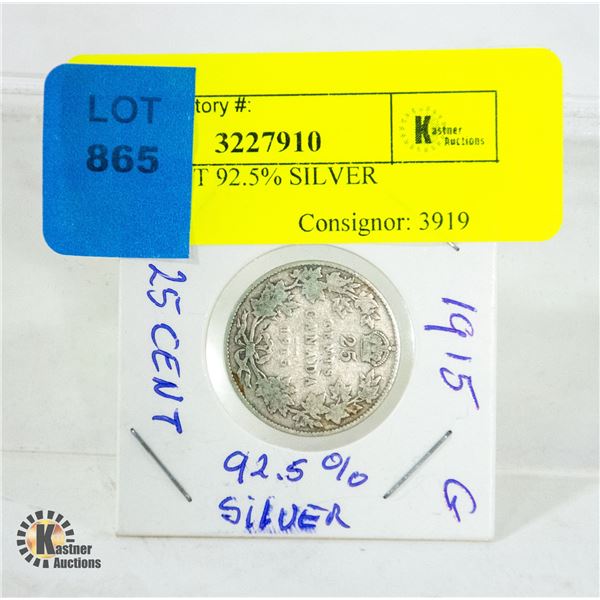 LOT
865
tory #:
3227910
Kastner
Auctions
T 92.5% SILVER
Consignor: 3919
25 CENT
25
CENTS
CANADA
1915
G
92.5%
SILVER
Kastner
Auctions